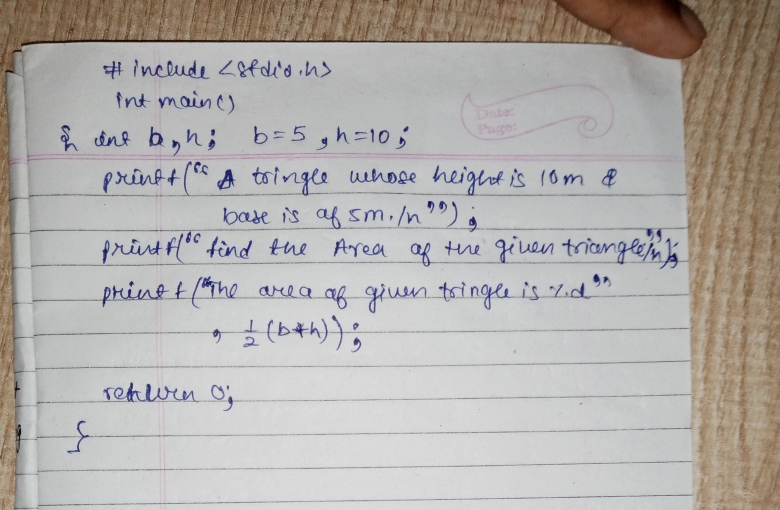 # include <stdio.h>
int main()
Date:
Page:
{ int b,h; b=5 ,h=10;
printf("A tringle whose height is 10m &
base is of 5m./n");
printf("find the Area of the given triangle/n");
printf("The area of given tringle is %d"
, 1/2 (b*h));
return 0;
}